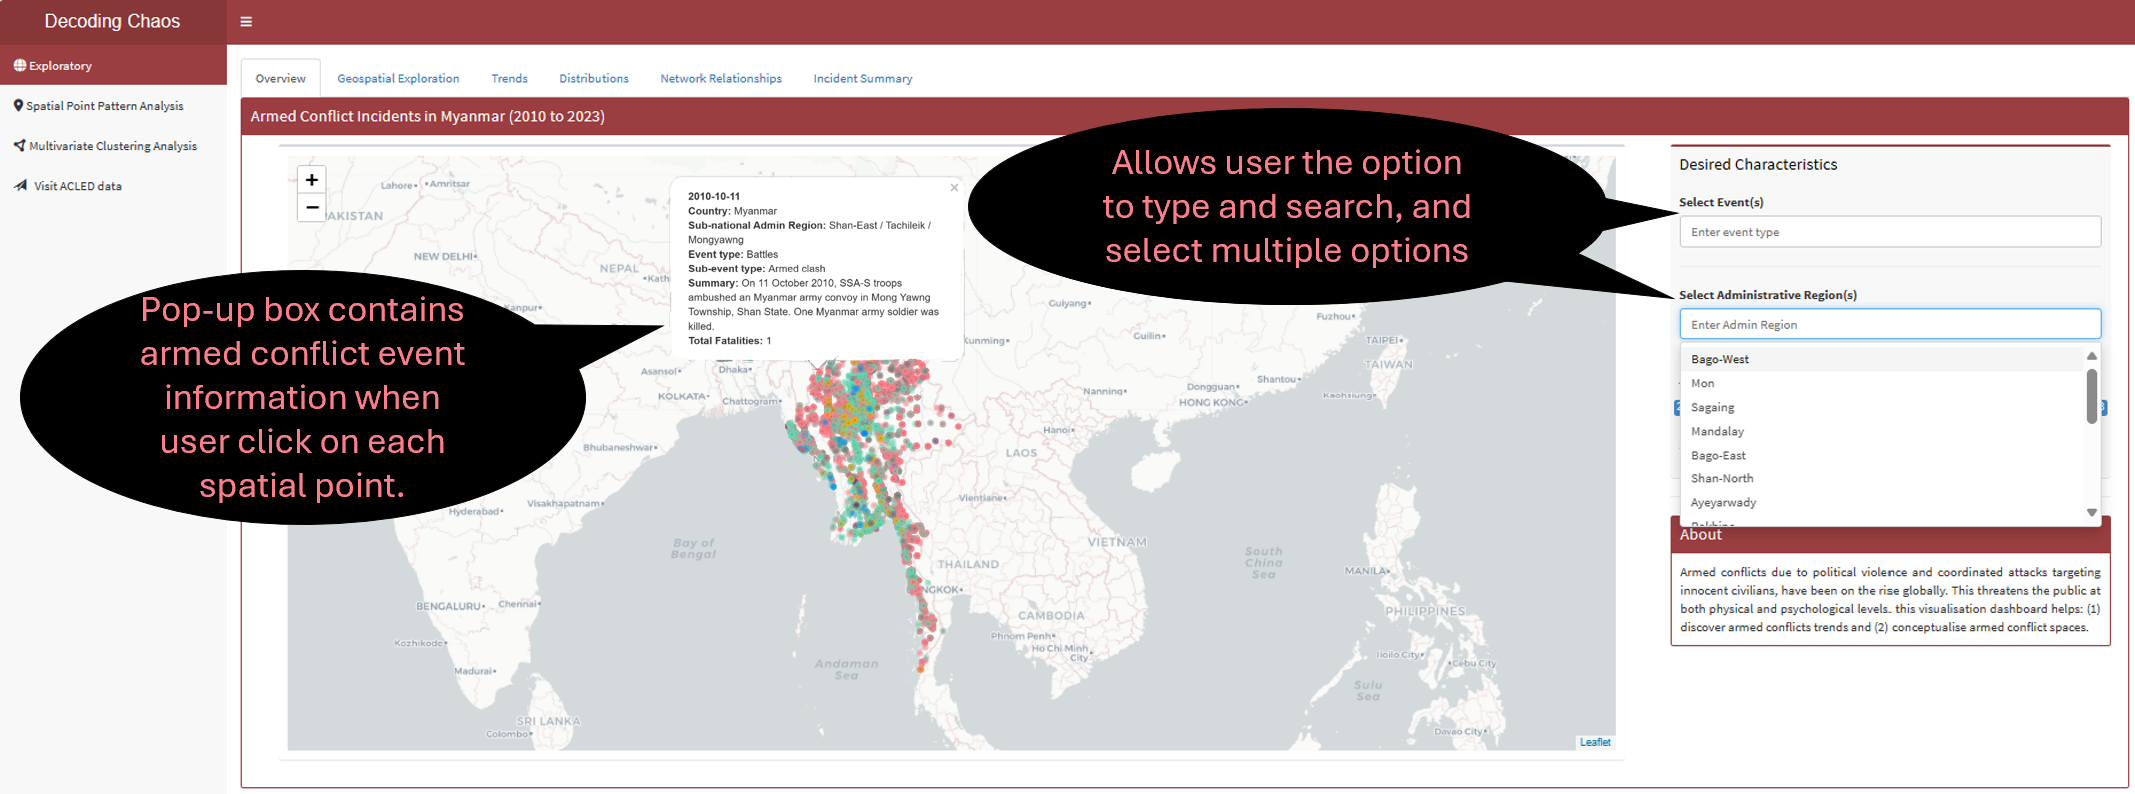 Decoding Chaos
Exploratory
Spatial Point Pattern Analysis
Multivariate Clustering Analysis
Visit ACLED data
Overview
Geospatial Exploration
Trends
Distributions
Network Relationships
Incident Summary
Armed Conflict Incidents in Myanmar (2010 to 2023)
+
−
2010-10-11
Country: Myanmar
Sub-national Admin Region: Shan-East / Tachileik /
Mongyawng
Event type: Battles
Sub-event type: Armed clash
Summary: On 11 October 2010, SSA-S troops
ambushed an Myanmar army convoy in Mong Yawng
Township, Shan State. One Myanmar army soldier was
killed.
Total Fatalities: 1
Pop-up box contains
armed conflict event
information when
user click on each
spatial point.
Allows user the option
to type and search, and
select multiple options
Lahore
Amritsar
AKISTAN
NEW DELHI
NEPAL
Kath
anpur
Asansol
Dhaka
KOLKATA
Chattogram
Bhubaneshwar
Visakhapatnam
Hyderabad
Bay of
Bengal
BENGALURU
Chennai
Kozhikode
Madurai
SRI LANKA
Colombo
Andaman
Sea
Guiyang
unming
Guilin
Fuzhou
TAIPEI
TAIWAN
Nanning
Dongguan
Shantou
HONG KONG
Kaohsiung
Hanoi
LAOS
Vientiane
VIETNAM
THAILAND
NGKOK
CAMBODIA
Phnom Penh
Ho Chi Minh
City
South
China
Sea
MANILA
PHILIPPINES
Iloilo City
Cebu City
Sulu
Sea
Davao City
Leaflet
Desired Characteristics
Select Event(s)
Enter event type
Select Administrative Region(s)
Enter Admin Region
Bago-West
Mon
Sagaing
Mandalay
Bago-East
Shan-North
Ayeyarwady
About
Armed conflicts due to political violence and coordinated attacks targeting
innocent civilians, have been on the rise globally. This threatens the public at
both physical and psychological levels. this visualisation dashboard helps: (1)
discover armed conflicts trends and (2) conceptualise armed conflict spaces.